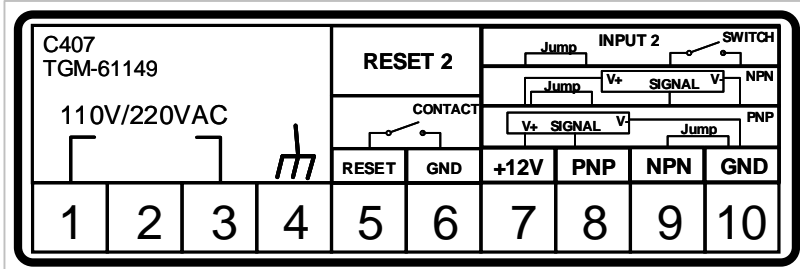 C407
TGM-61149
110V/220VAC
RESET 2
CONTACT
RESET GND
Jump INPUT 2 SWITCH
Jump V+ SIGNAL V- NPN
V+ SIGNAL V- Jump PNP
+12V PNP NPN GND
1 2 3 4 5 6 7 8 9 10